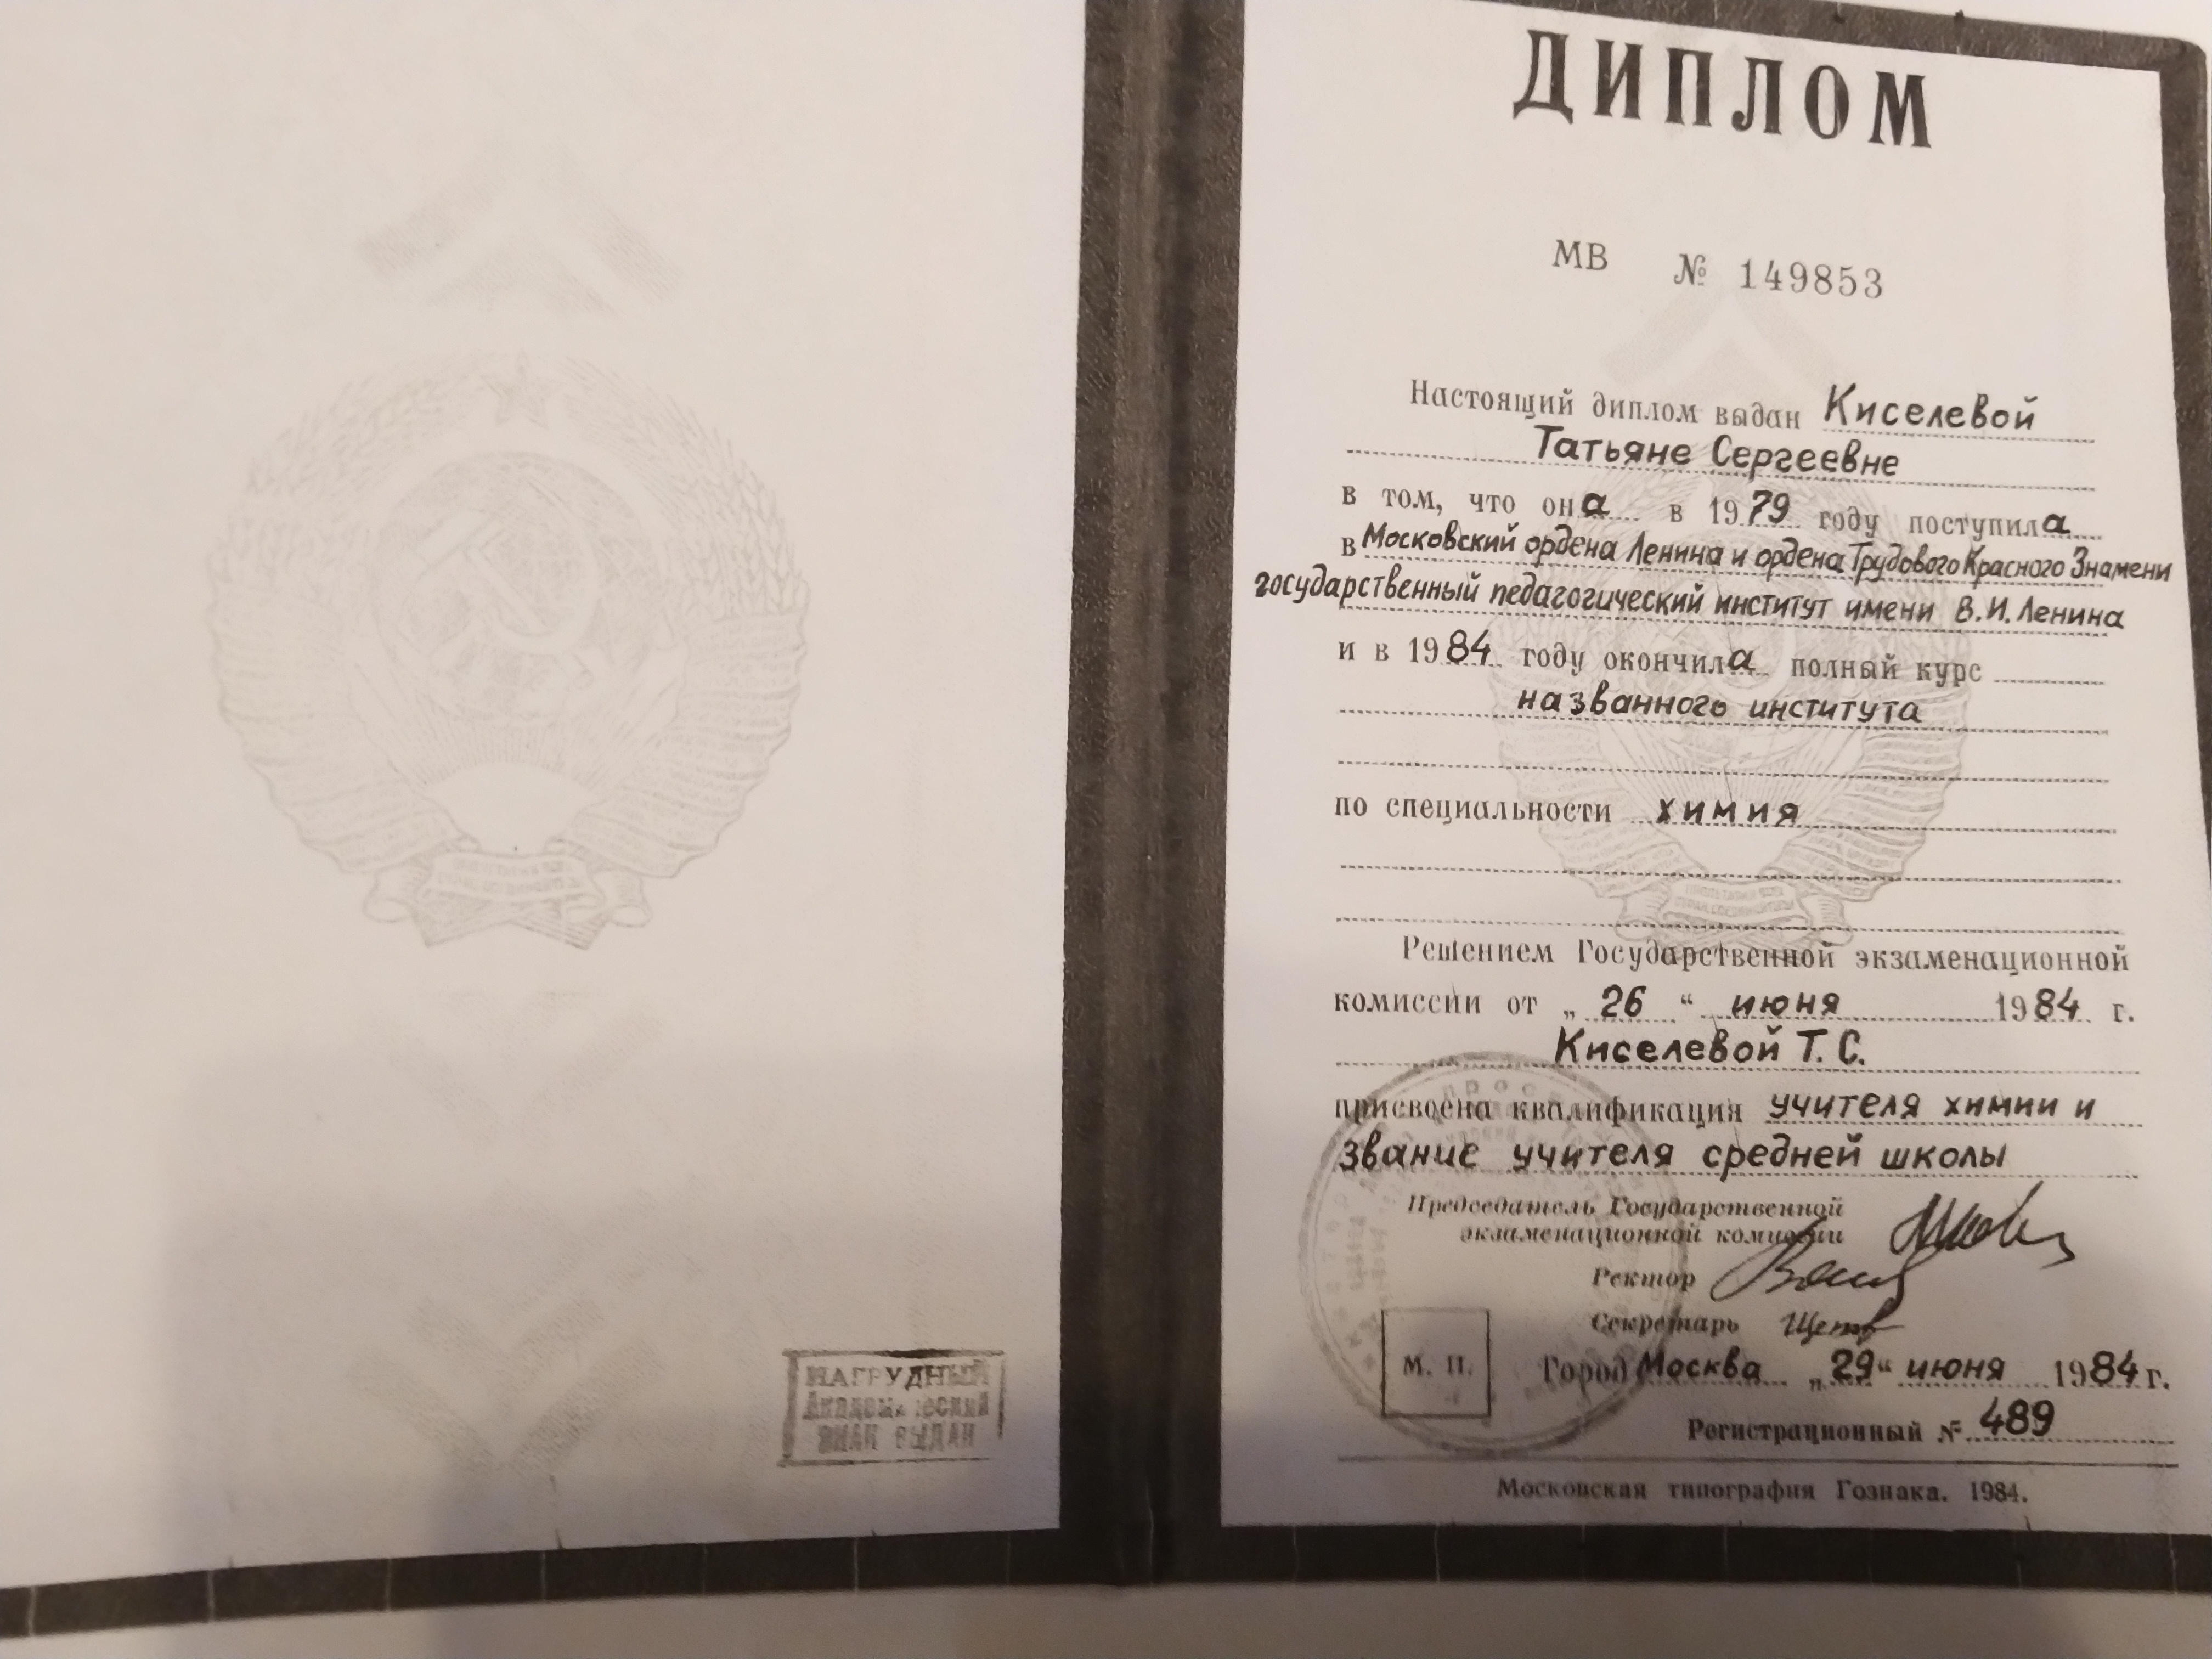 НАГРУДНЫЙ
Академический
ЗНАК ВЫДАН
ДИПЛОМ
МВ № 149853
Настоящий диплом выдан Киселевой
Татьяне Сергеевне
в том, что она в 1979 году поступила
в Московский ордена Ленина и ордена Трудового Красного Знамени
государственный педагогический институт имени В.И. Ленина
и в 1984 году окончила полный курс
названного института
по специальности химия
Решением Государственной экзаменационной
комиссии от „ 26 “ июня 1984 г.
Киселевой Т. С.
присвоена квалификация учителя химии и
звание учителя средней школы
Председатель Государственной
экзаменационной комиссии
Ректор
Секретарь
М. П. Город Москва „29“ июня 1984 г.
Регистрационный № 489
Московская типография Гознака. 1984.